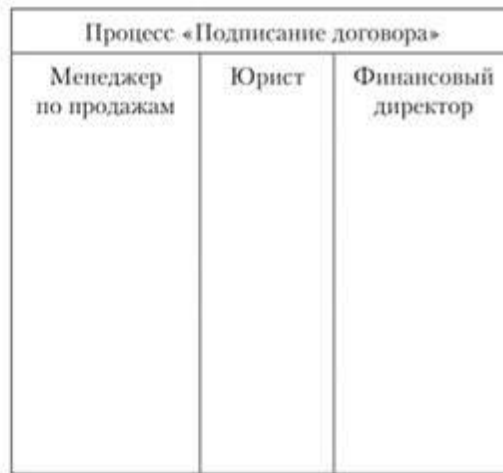 Процесс «Подписание договора»
Менеджер
по продажам
Юрист
Финансовый
директор